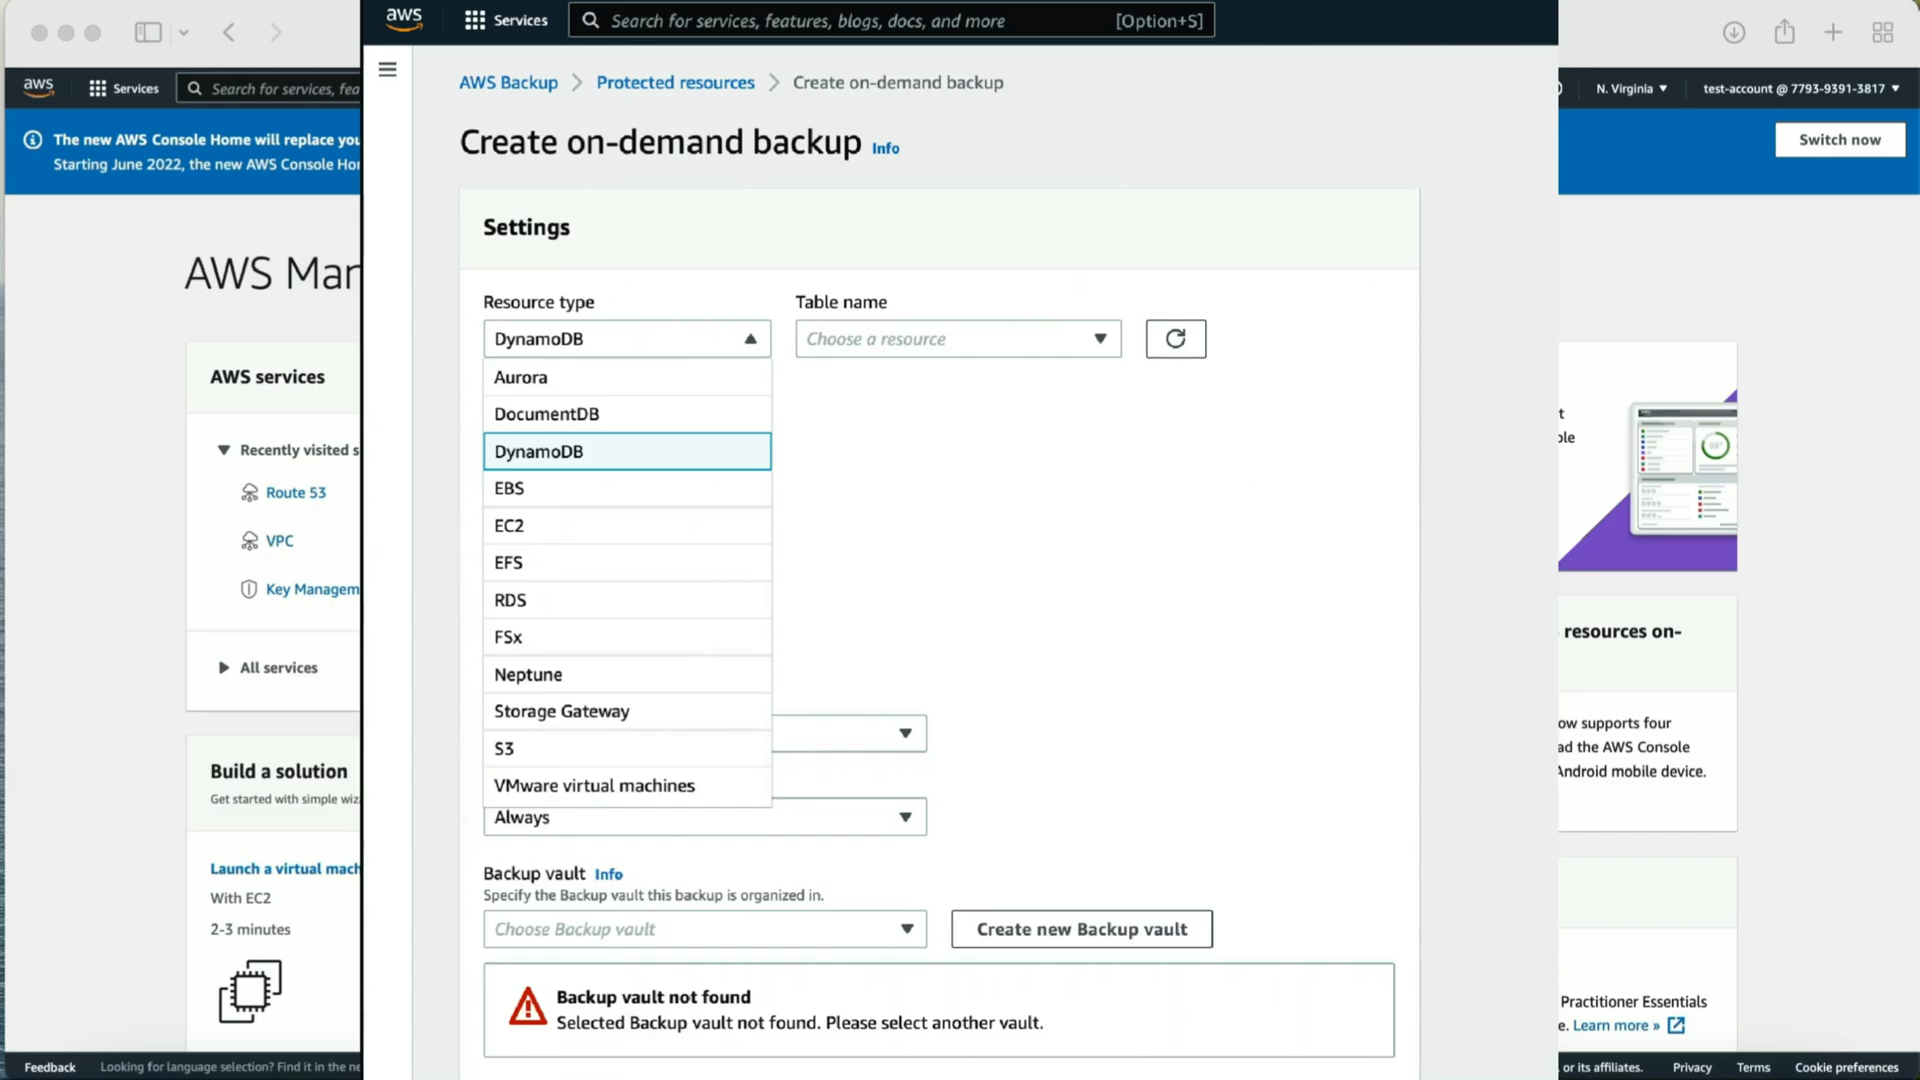 aws
Services
Search for services, features, blogs, docs, and more
[Option+S]
aws
Services
Search for services, fea
N. Virginia
test-account @ 7793-9391-3817
The new AWS Console Home will replace you
Starting June 2022, the new AWS Console Hor
Switch now
AWS Backup
Protected resources
Create on-demand backup
Create on-demand backup
Info
Settings
Resource type
Table name
DynamoDB
Choose a resource
Aurora
DocumentDB
DynamoDB
EBS
EC2
EFS
RDS
FSx
Neptune
Storage Gateway
S3
VMware virtual machines
Always
Backup vault
Info
Specify the Backup vault this backup is organized in.
Choose Backup vault
Create new Backup vault
Backup vault not found
Selected Backup vault not found. Please select another vault.
AWS Man
AWS services
Recently visited s
Route 53
VPC
Key Managem
All services
Build a solution
Get started with simple wiza
Launch a virtual mach
With EC2
2-3 minutes
t
ble
resources on-
ow supports four
ad the AWS Console
Android mobile device.
Practitioner Essentials
e. Learn more »
Feedback
Looking for language selection? Find it in the ne
or its affiliates.
Privacy
Terms
Cookie preferences